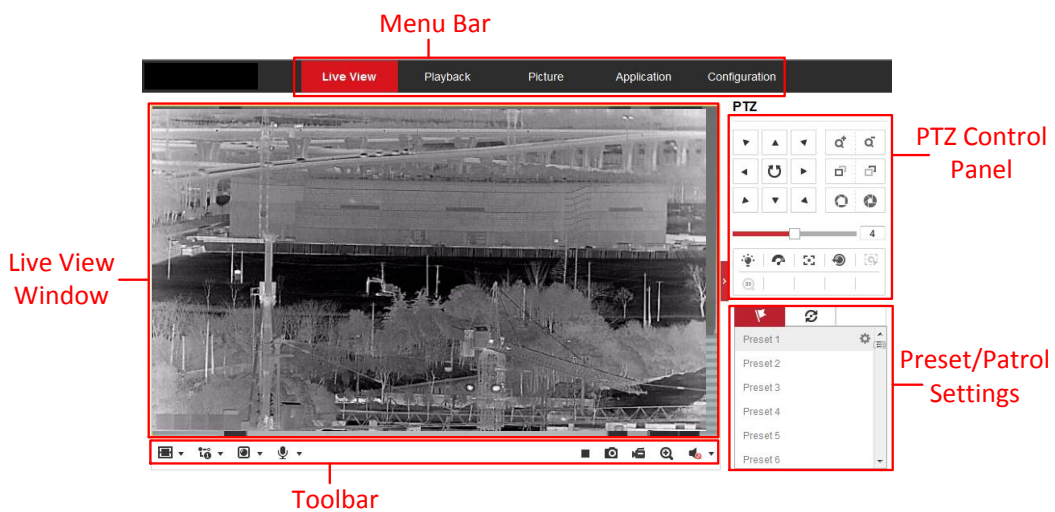 Menu Bar
Live View
Playback
Picture
Application
Configuration
PTZ
PTZ Control
Panel
4
Live View
Window
3D
Preset 1
Preset 2
Preset 3
Preset 4
Preset 5
Preset 6
Preset/Patrol
Settings
Toolbar